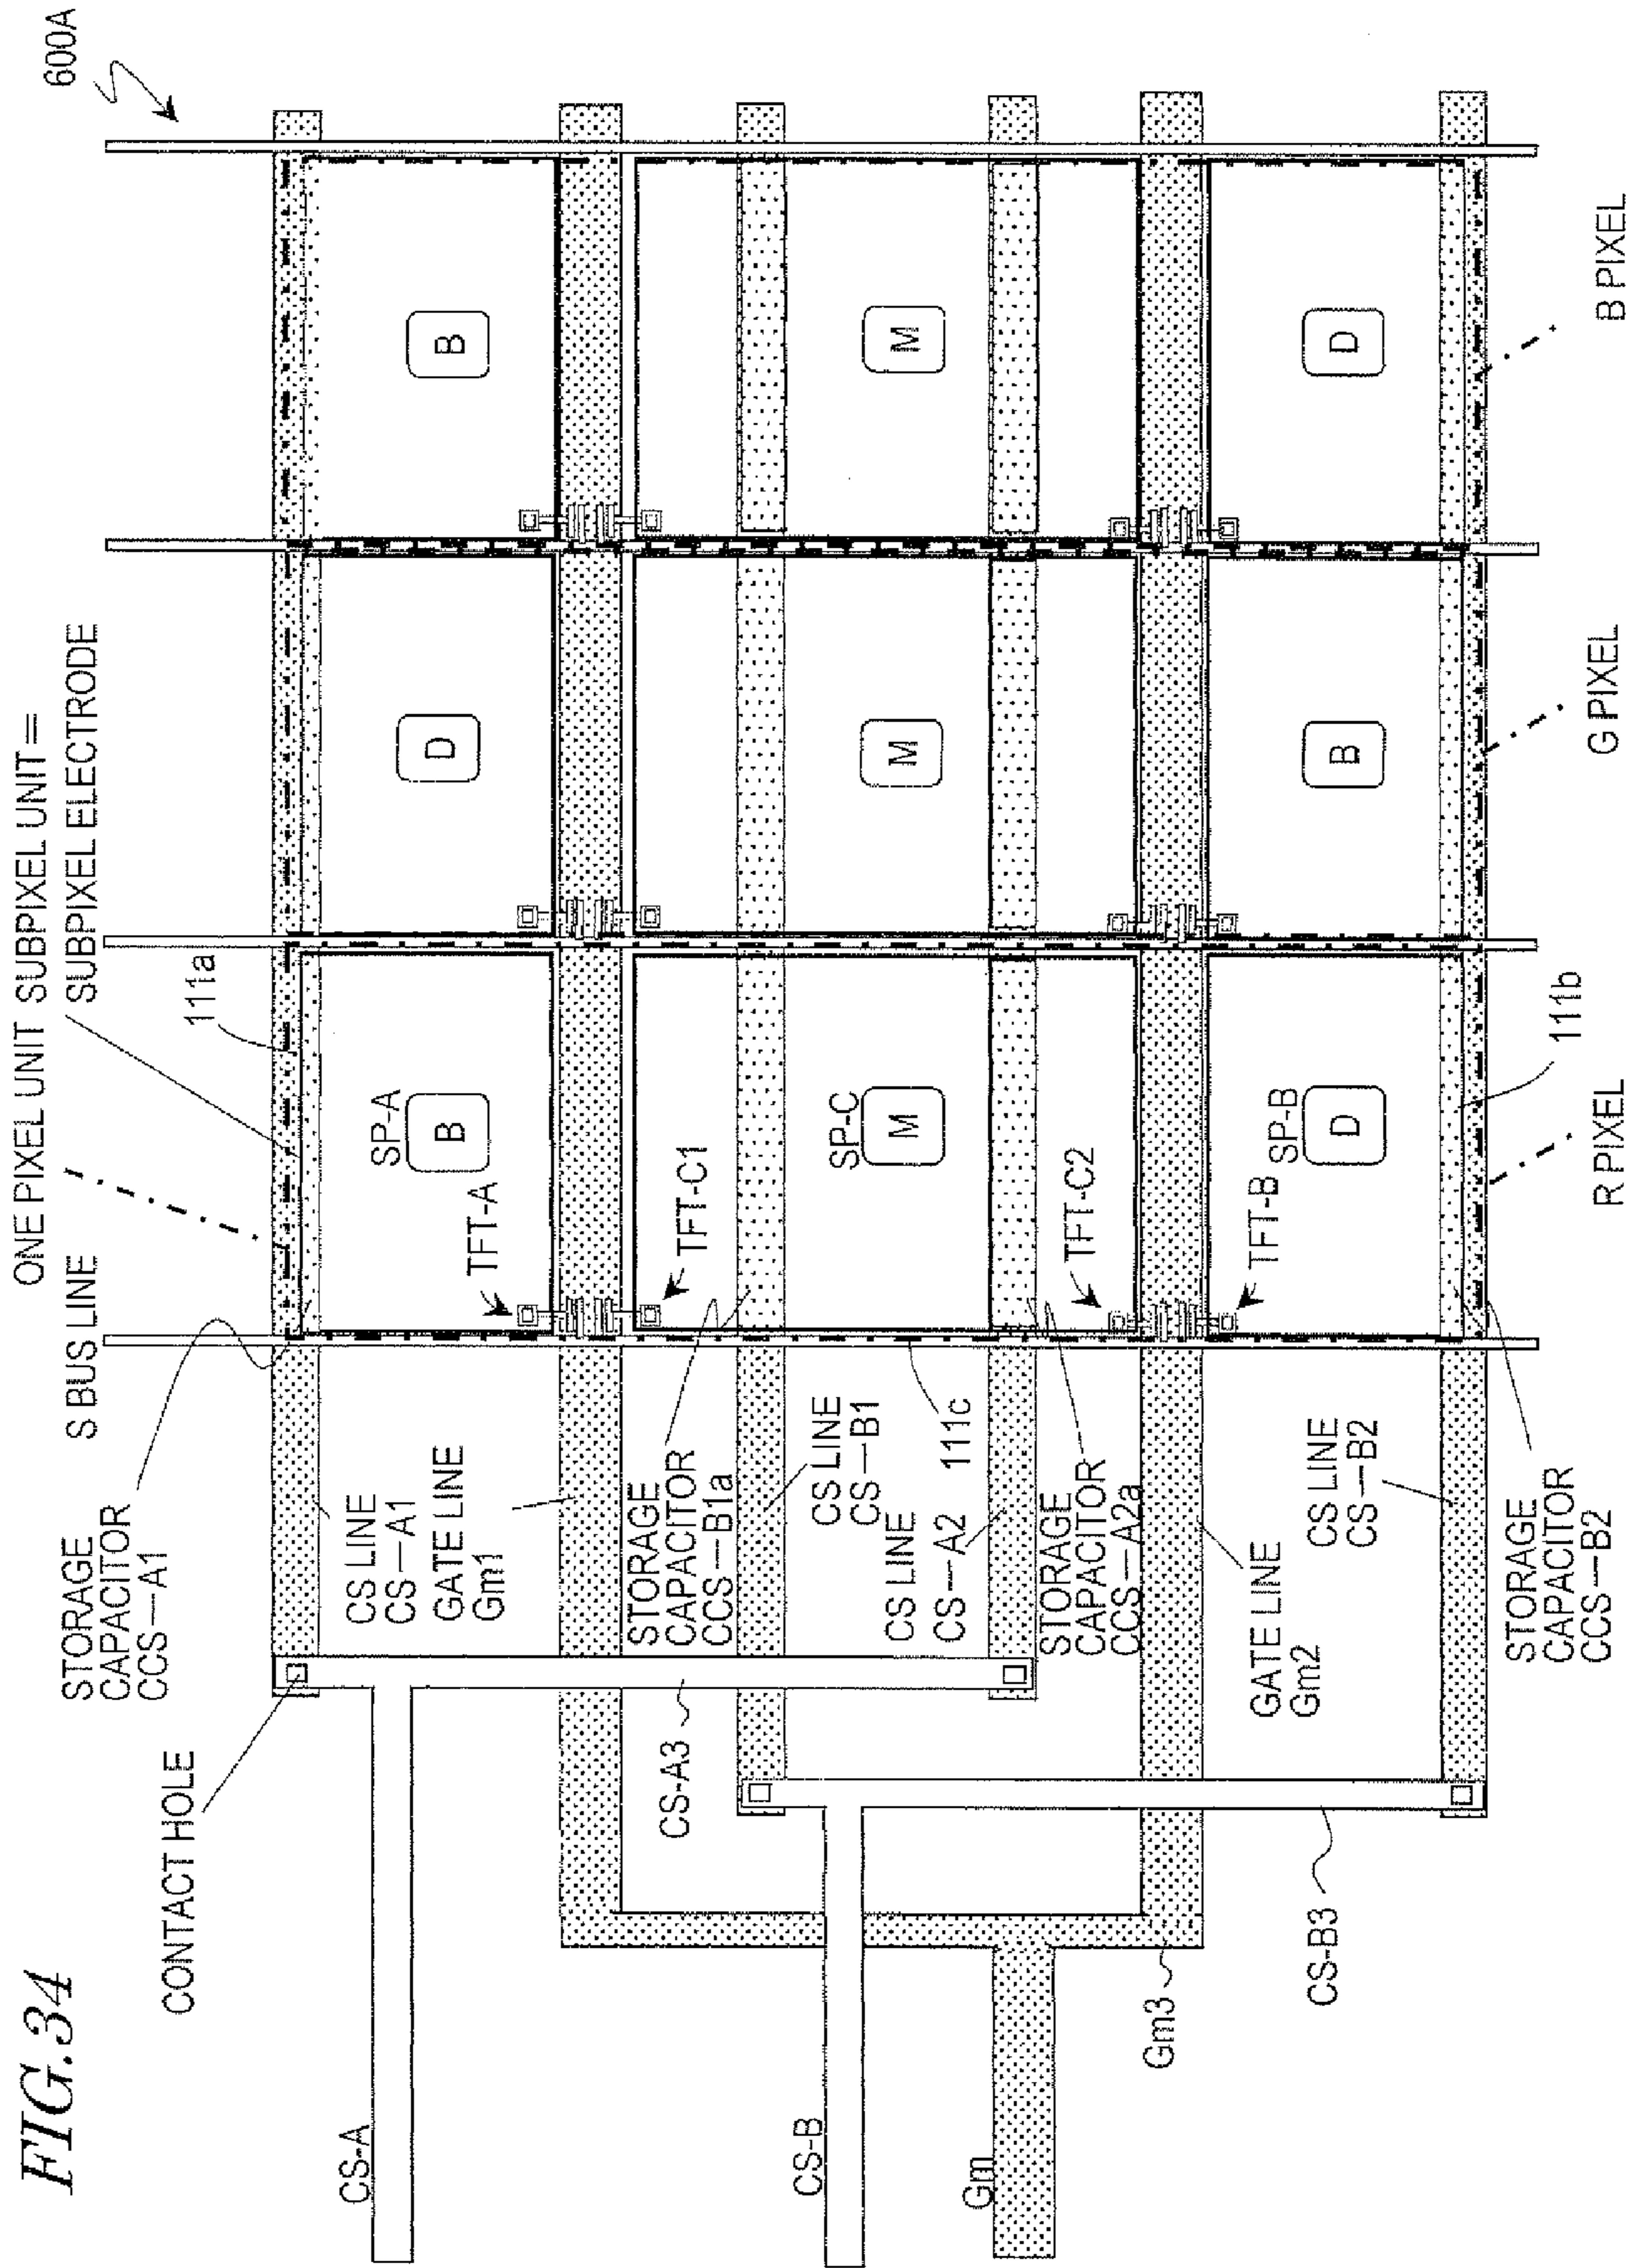 FIG.34
600A
ONE PIXEL UNIT
SUBPIXEL UNIT=
SUBPIXEL ELECTRODE
S BUS LINE
111a
STORAGE
CAPACITOR
CCS—A1
CONTACT HOLE
CS LINE
CS—A1
GATE LINE
Gm1
CS-A
TFT-A
SP-A
B
D
B
TFT-C1
STORAGE
CAPACITOR
CCS—B1a
CS-A3
CS LINE
CS—B1
CS-B
SP-C
M
M
M
CS LINE
CS—A2
111c
Gm
STORAGE
CAPACITOR
CCS—A2a
TFT-C2
Gm3
GATE LINE
Gm2
TFT-B
SP-B
D
B
D
CS LINE
CS—B2
CS-B3
STORAGE
CAPACITOR
CCS—B2
111b
R PIXEL
G PIXEL
B PIXEL